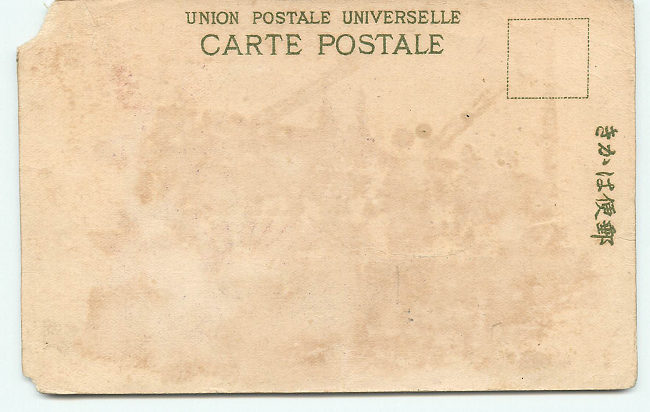 UNION POSTALE UNIVERSELLE
CARTE POSTALE
きかは便郵